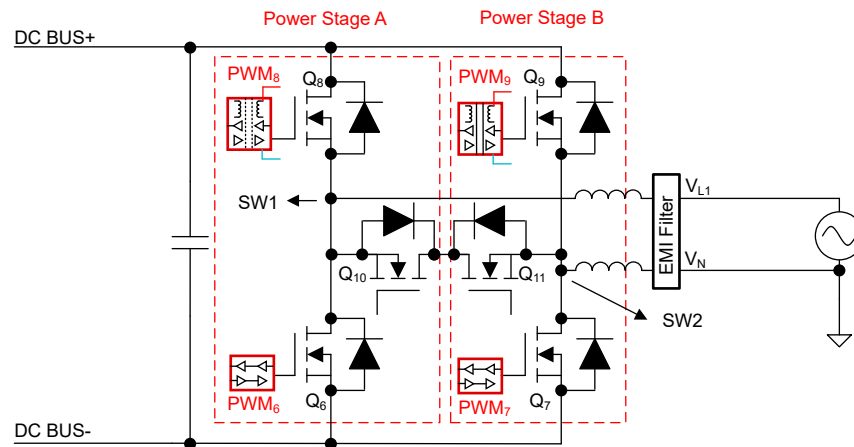 Power Stage A
Power Stage B
DC BUS+
PWM8
Q8
PWM9
Q9
SW1
VL1
EMI Filter
Q10
Q11
VN
SW2
PWM6
Q6
PWM7
Q7
DC BUS-